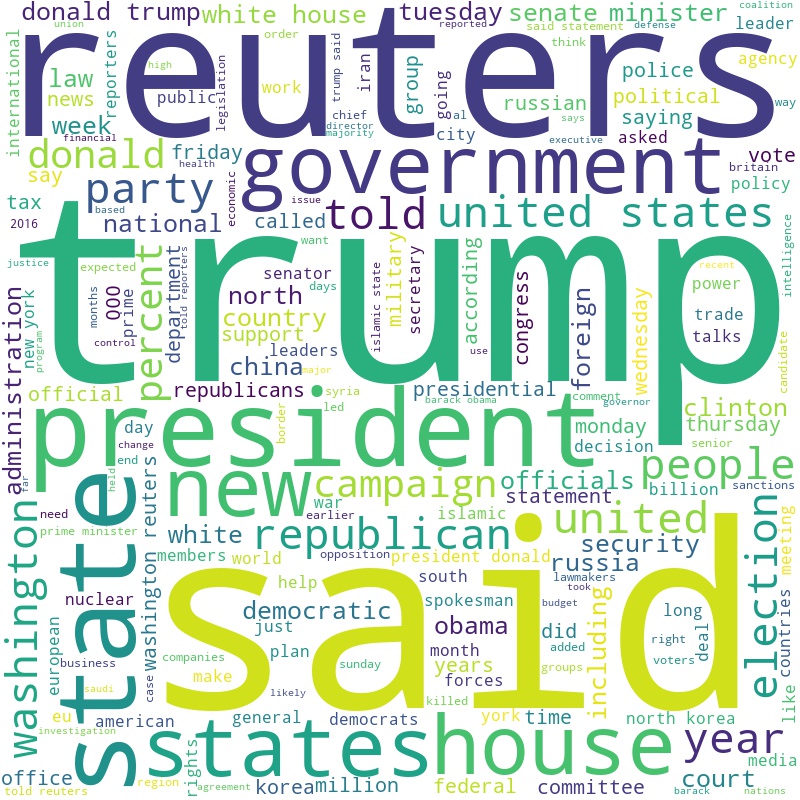 donald trump
white house
tuesday
senate
minister
coalition
leader
union
reuters
reported
said statement
defense
think
high
order
trump said
iran
group
going
police
agency
international
law
news
reporters
public
legislation
work
russian
political
way
week
chief
al
city
says
saying
financial
director
majority
executive
asked
donald
friday
health
government
vote
britain
say
policy
tax
party
economic
issue
told
united states
2016
based
national
called
intelligence
trump
justice
expected
percent
department
told reporters
senator
want
days
islamic state
military
secretary
according
congress
foreign
wednesday
recent
power
trade
talks
new york
program
months
000
prime
north
country
support
control
administration
china
leaders
major
use
candidate
official
republicans
syria
presidential
comment
governor
barack obama
clinton
president
led
border
monday
thursday
decision
senior
day
change
end
held
far
state
new
campaign
officials
people
billion
sanctions
war
statement
earlier
islamic
united
need
prime minister
washington
washington reuters
white
republican
security
election
meeting
members
world
opposition
president donald
russia
lawmakers
took
nuclear
help
south
said
european
democratic
spokesman
budget
just
obama
did
including
long
deal
countries
added
right
business
plan
month
companies
sunday
years
groups
voters
saudi
case
make
likely
forces
killed
like
eu
american
general
democrats
york
time
north korea
investigation
states
house
year
media
office
rights
region
agreement
korea
million
federal
committee
court
told reuters
barack
nations